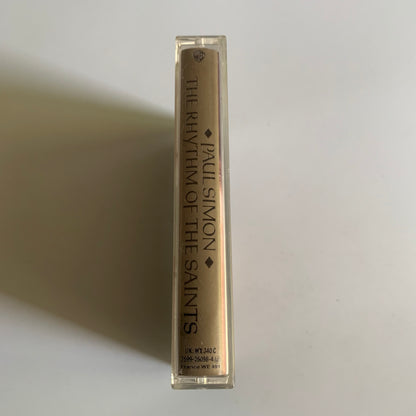 ◆ PAUL SIMON ◆
THE RHYTHM OF THE SAINTS
UK: WX 340 C
7599-26098-4
France: WE 491